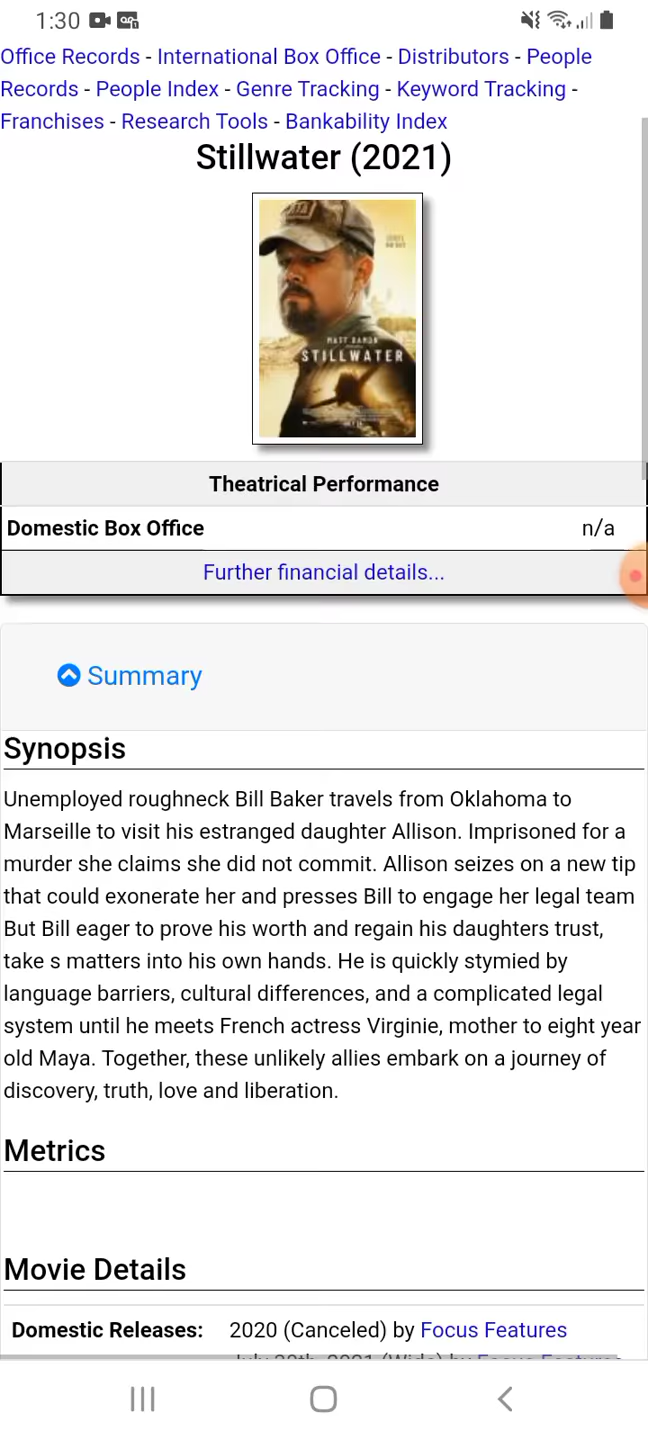 1:30
Office Records - International Box Office - Distributors - People
Records - People Index - Genre Tracking - Keyword Tracking -
Franchises - Research Tools - Bankability Index
Stillwater (2021)
MATT DAMON
STILLWATER
Theatrical Performance
Domestic Box Office n/a
Further financial details...
Summary
Synopsis
Unemployed roughneck Bill Baker travels from Oklahoma to
Marseille to visit his estranged daughter Allison. Imprisoned for a
murder she claims she did not commit. Allison seizes on a new tip
that could exonerate her and presses Bill to engage her legal team
But Bill eager to prove his worth and regain his daughters trust,
take s matters into his own hands. He is quickly stymied by
language barriers, cultural differences, and a complicated legal
system until he meets French actress Virginie, mother to eight year
old Maya. Together, these unlikely allies embark on a journey of
discovery, truth, love and liberation.
Metrics
Movie Details
Domestic Releases: 2020 (Canceled) by Focus Features